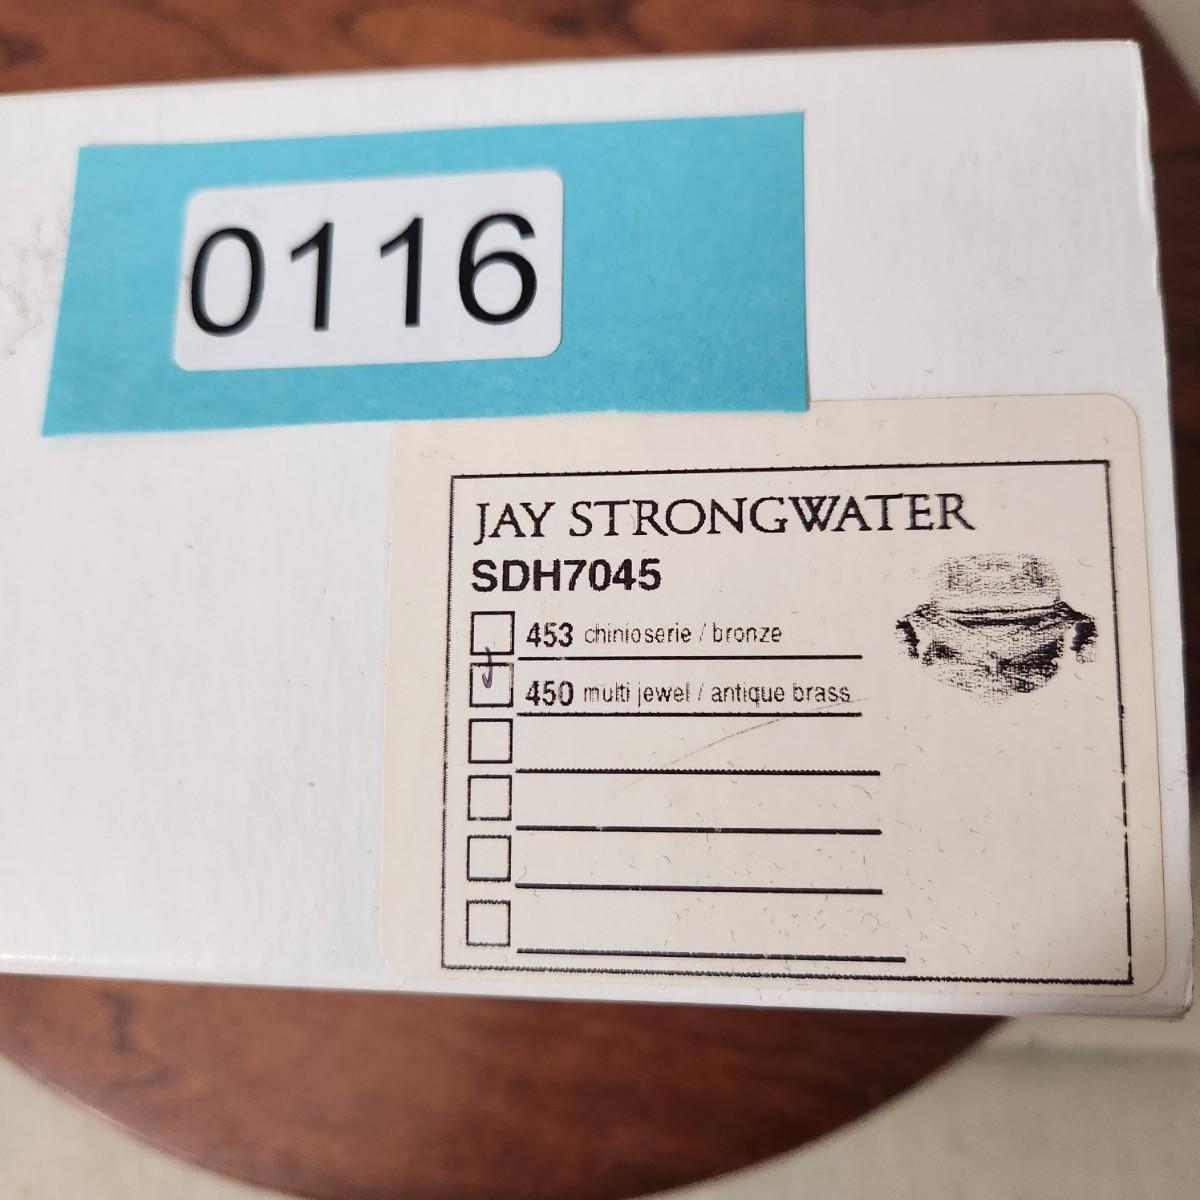 0116
JAY STRONGWATER
SDH7045
453 chinioserie / bronze
450 multi jewel / antique brass